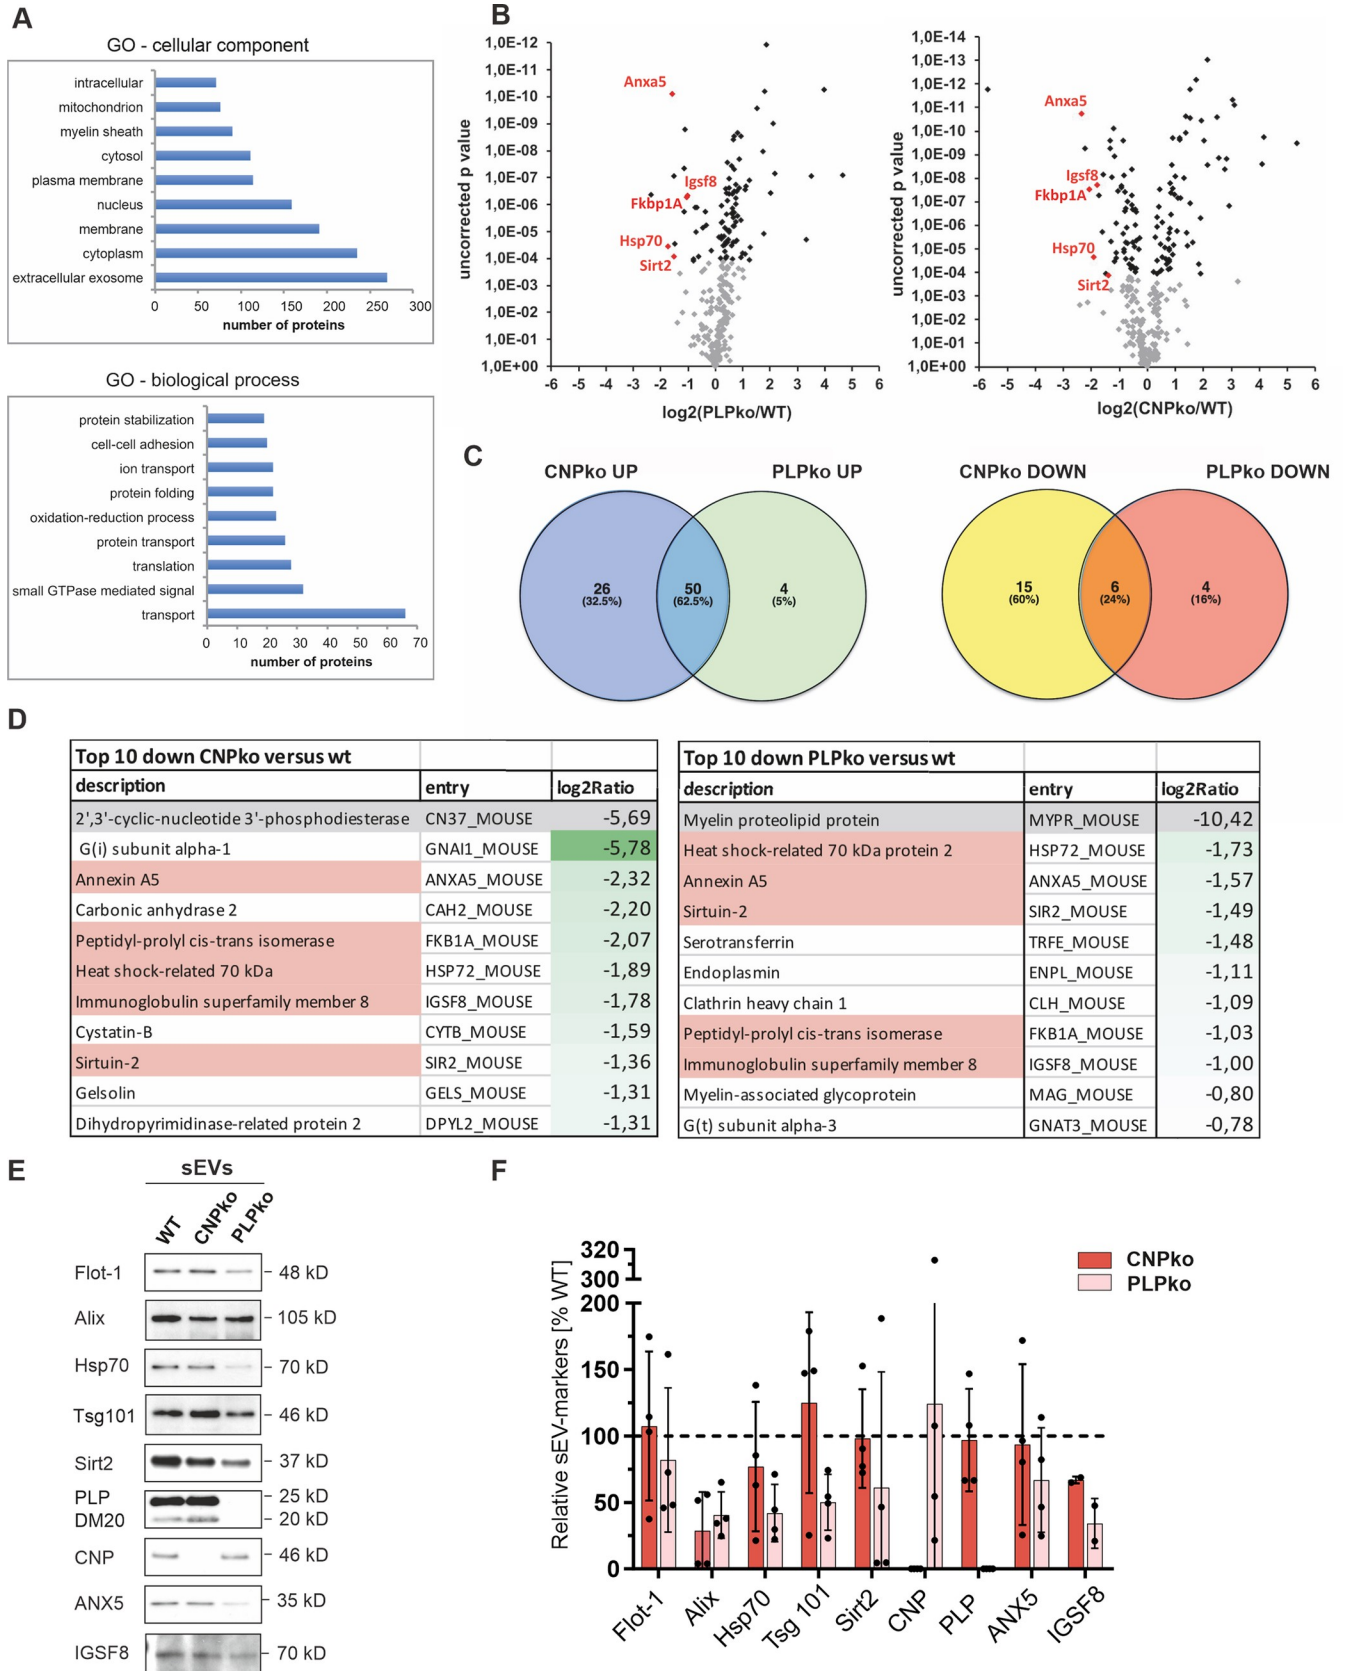 A
GO - cellular component
intracellular
mitochondrion
myelin sheath
cytosol
plasma membrane
nucleus
membrane
cytoplasm
extracellular exosome
0 50 100 150 200 250 300
number of proteins
GO - biological process
protein stabilization
cell-cell adhesion
ion transport
protein folding
oxidation-reduction process
protein transport
translation
small GTPase mediated signal
transport
0 10 20 30 40 50 60 70
number of proteins
B
uncorrected p value
1,0E-12
1,0E-11
1,0E-10
1,0E-09
1,0E-08
1,0E-07
1,0E-06
1,0E-05
1,0E-04
1,0E-03
1,0E-02
1,0E-01
1,0E+00
Anxa5
Igsf8
Fkbp1A
Hsp70
Sirt2
-6 -5 -4 -3 -2 -1 0 1 2 3 4 5 6
log2(PLPko/WT)
uncorrected p value
1,0E-14
1,0E-13
1,0E-12
1,0E-11
1,0E-10
1,0E-09
1,0E-08
1,0E-07
1,0E-06
1,0E-05
1,0E-04
1,0E-03
1,0E-02
1,0E-01
1,0E+00
Anxa5
Igsf8
Fkbp1A
Hsp70
Sirt2
-6 -5 -4 -3 -2 -1 0 1 2 3 4 5 6
log2(CNPko/WT)
C
CNPko UP PLPko UP
26 50 4
(32.5%) (62.5%) (5%)
CNPko DOWN PLPko DOWN
15 6 4
(60%) (24%) (16%)
D
Top 10 down CNPko versus wt
description entry log2Ratio
2',3'-cyclic-nucleotide 3'-phosphodiesterase CN37_MOUSE -5,69
G(i) subunit alpha-1 GNAI1_MOUSE -5,78
Annexin A5 ANXA5_MOUSE -2,32
Carbonic anhydrase 2 CAH2_MOUSE -2,20
Peptidyl-prolyl cis-trans isomerase FKB1A_MOUSE -2,07
Heat shock-related 70 kDa HSP72_MOUSE -1,89
Immunoglobulin superfamily member 8 IGSF8_MOUSE -1,78
Cystatin-B CYTB_MOUSE -1,59
Sirtuin-2 SIR2_MOUSE -1,36
Gelsolin GELS_MOUSE -1,31
Dihydropyrimidinase-related protein 2 DPYL2_MOUSE -1,31
Top 10 down PLPko versus wt
description entry log2Ratio
Myelin proteolipid protein MYPR_MOUSE -10,42
Heat shock-related 70 kDa protein 2 HSP72_MOUSE -1,73
Annexin A5 ANXA5_MOUSE -1,57
Sirtuin-2 SIR2_MOUSE -1,49
Serotransferrin TRFE_MOUSE -1,48
Endoplasmin ENPL_MOUSE -1,11
Clathrin heavy chain 1 CLH_MOUSE -1,09
Peptidyl-prolyl cis-trans isomerase FKB1A_MOUSE -1,03
Immunoglobulin superfamily member 8 IGSF8_MOUSE -1,00
Myelin-associated glycoprotein MAG_MOUSE -0,80
G(t) subunit alpha-3 GNAT3_MOUSE -0,78
E
sEVs
WT CNPko PLPko
Flot-1 48 kD
Alix 105 kD
Hsp70 70 kD
Tsg101 46 kD
Sirt2 37 kD
PLP 25 kD
DM20 20 kD
CNP 46 kD
ANX5 35 kD
IGSF8 70 kD
F
Relative sEV-markers [% WT]
320
300
200
150
100
50
0
CNPko
PLPko
Flot-1 Alix Hsp70 Tsg 101 Sirt2 CNP PLP ANX5 IGSF8